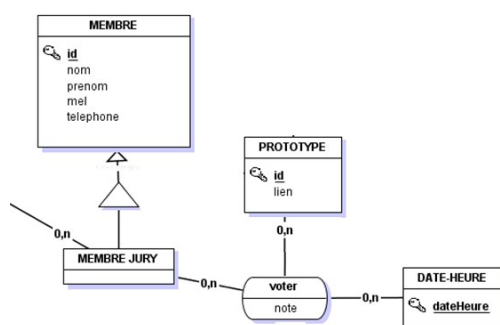 MEMBRE
id
nom
prenom
mel
telephone
PROTOTYPE
id
lien
0,n
0,n
MEMBRE JURY
0,n
voter
note
0,n
DATE-HEURE
dateHeure